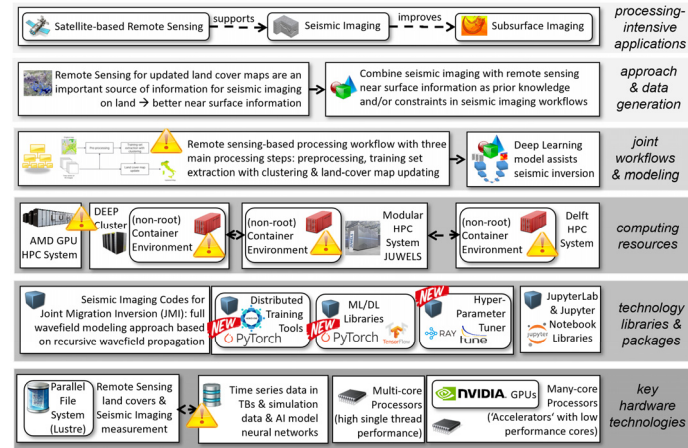 processing-
intensive
applications
Satellite-based Remote Sensing
supports
Seismic Imaging
improves
Subsurface Imaging
Remote Sensing for updated land cover maps are an
important source of information for seismic imaging
on land → better near surface information
Combine seismic imaging with remote sensing
near surface information as prior knowledge
and/or constraints in seismic imaging workflows
approach
& data
generation
Remote sensing-based processing workflow with three
main processing steps: preprocessing, training set
extraction with clustering & land-cover map updating
Deep Learning
model assists
seismic inversion
joint
workflows
& modeling
AMD GPU
HPC System
DEEP
Cluster
(non-root)
Container
Environment
(non-root)
Container
Environment
Modular
HPC
System
JUWELS
(non-root)
Container
Environment
Delft
HPC
System
computing
resources
Seismic Imaging Codes for
Joint Migration Inversion (JMI): full
wavefield modeling approach based
on recursive wavefield propagation
Distributed
Training
Tools
NEW
PyTorch
ML/DL
Libraries
NEW
PyTorch
TensorFlow
NEW
Hyper-
Parameter
Tuner
RAY
tune
JupyterLab
& Jupyter
Notebook
Libraries
jupyter
technology
libraries &
packages
Parallel
File
System
(Lustre)
Remote Sensing
land covers &
Seismic Imaging
measurement
Time series data in
TBs & simulation
data & AI model
neural networks
Multi-core
Processors
(high single thread
performance)
NVIDIA. GPUs
Many-core
Processors
('Accelerators' with low
performance cores)
key
hardware
technologies